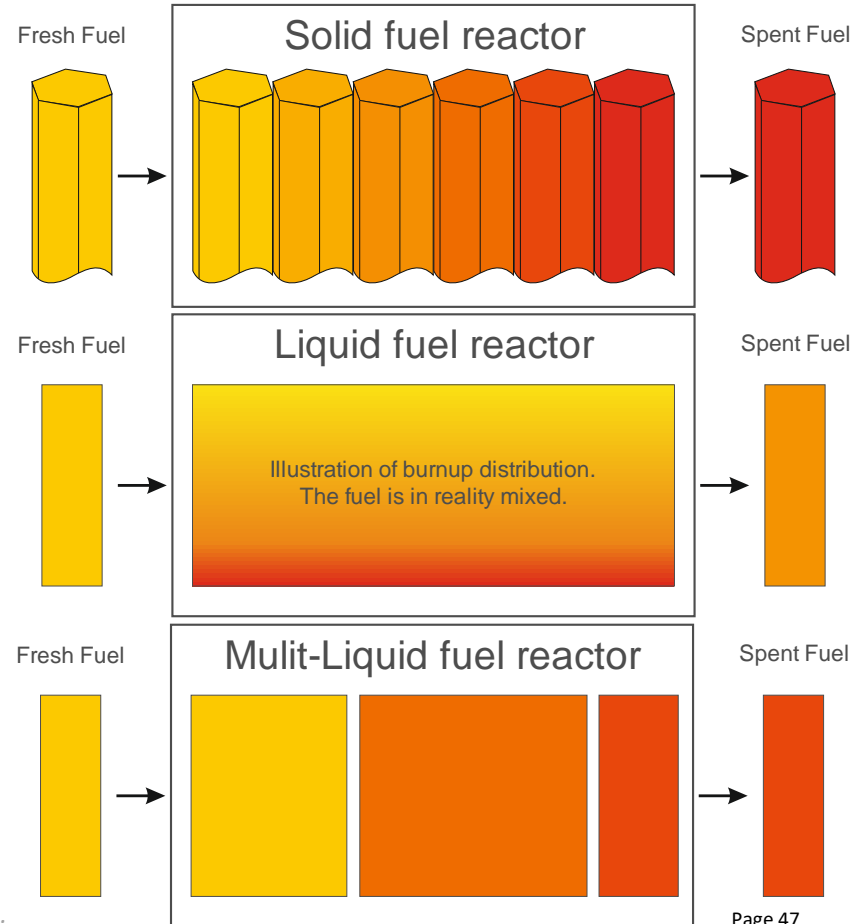 Fresh Fuel
Solid fuel reactor
Spent Fuel
Fresh Fuel
Liquid fuel reactor
Spent Fuel
Illustration of burnup distribution.
The fuel is in reality mixed.
Fresh Fuel
Mulit-Liquid fuel reactor
Spent Fuel
Page 47